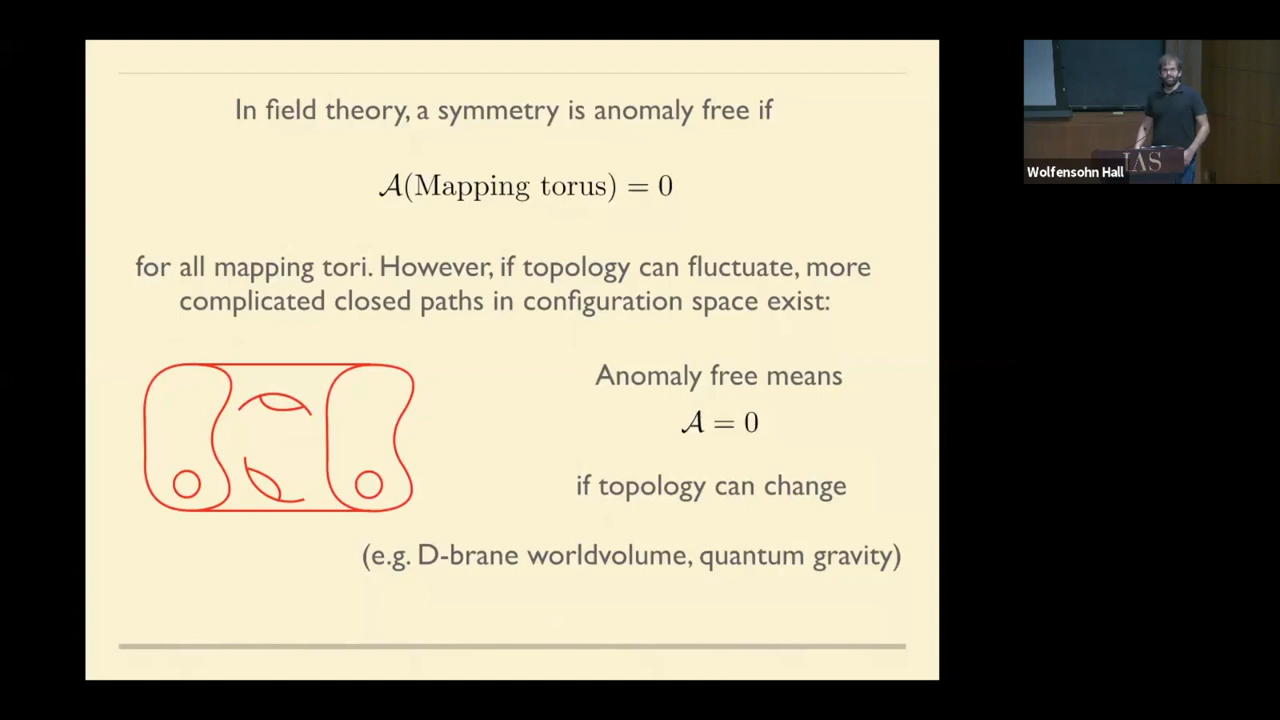 In field theory, a symmetry is anomaly free if
𝒜(Mapping torus) = 0
for all mapping tori. However, if topology can fluctuate, more
complicated closed paths in configuration space exist:
Anomaly free means
𝒜 = 0
if topology can change
(e.g. D-brane worldvolume, quantum gravity)
IAS
Wolfensohn Hall